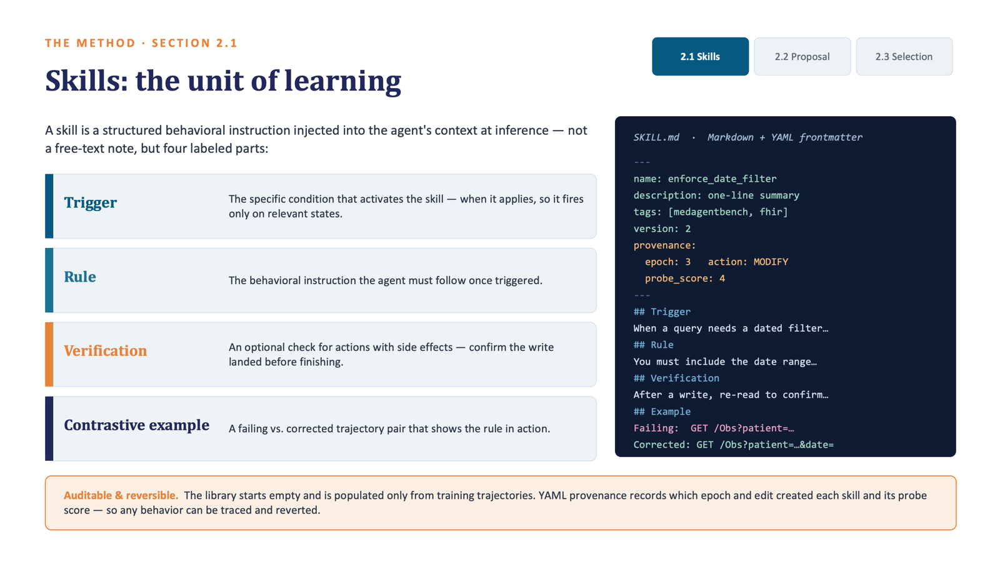 THE METHOD · SECTION 2.1
Skills: the unit of learning
2.1 Skills
2.2 Proposal
2.3 Selection
A skill is a structured behavioral instruction injected into the agent's context at inference — not
a free-text note, but four labeled parts:
Trigger
The specific condition that activates the skill — when it applies, so it fires
only on relevant states.
Rule
The behavioral instruction the agent must follow once triggered.
Verification
An optional check for actions with side effects — confirm the write
landed before finishing.
Contrastive example
A failing vs. corrected trajectory pair that shows the rule in action.
SKILL.md · Markdown + YAML frontmatter
---
name: enforce_date_filter
description: one-line summary
tags: [medagentbench, fhir]
version: 2
provenance:
  epoch: 3   action: MODIFY
  probe_score: 4
---
## Trigger
When a query needs a dated filter…
## Rule
You must include the date range…
## Verification
After a write, re-read to confirm…
## Example
Failing:  GET /Obs?patient=…
Corrected: GET /Obs?patient=…&date=
Auditable & reversible. The library starts empty and is populated only from training trajectories. YAML provenance records which epoch and edit created each skill and its probe
score — so any behavior can be traced and reverted.